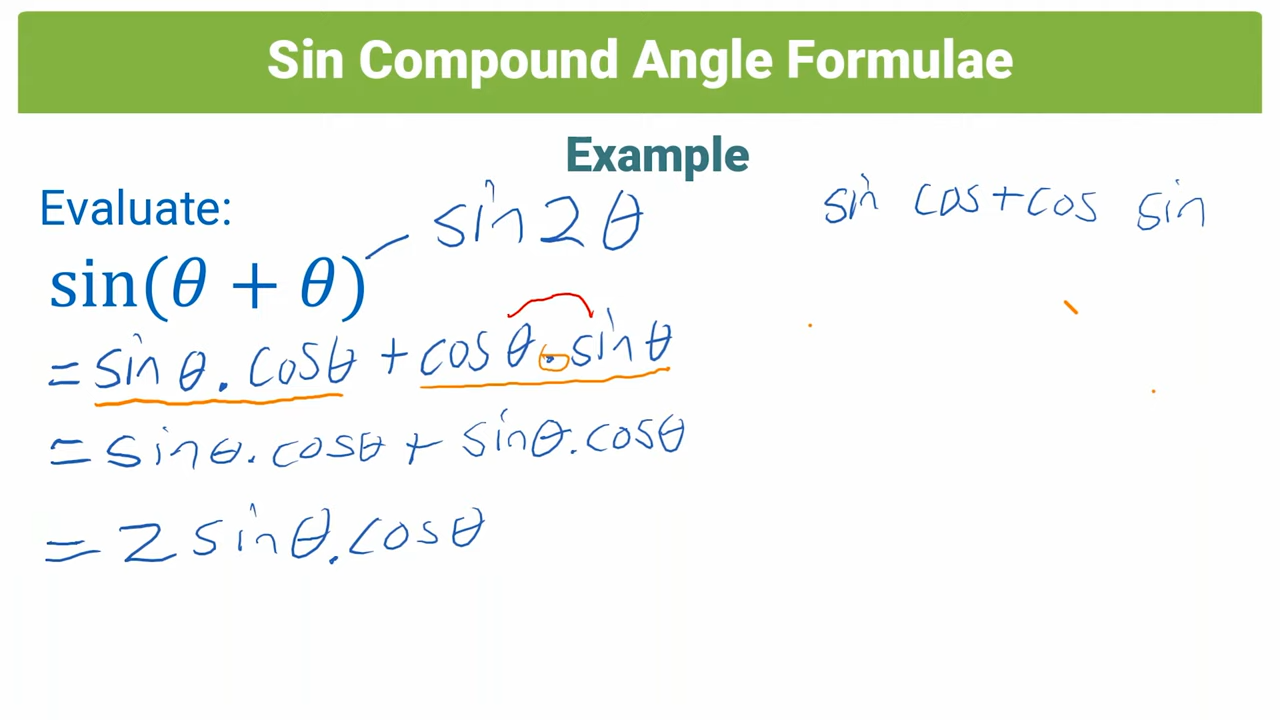 Sin Compound Angle Formulae
Example
Evaluate:
sin 2θ
sin cos + cos sin
sin(θ + θ)
= sin θ . cosθ + cos θ . sin θ
= sinθ . cosθ + sinθ . cosθ
= 2 sinθ . cosθ